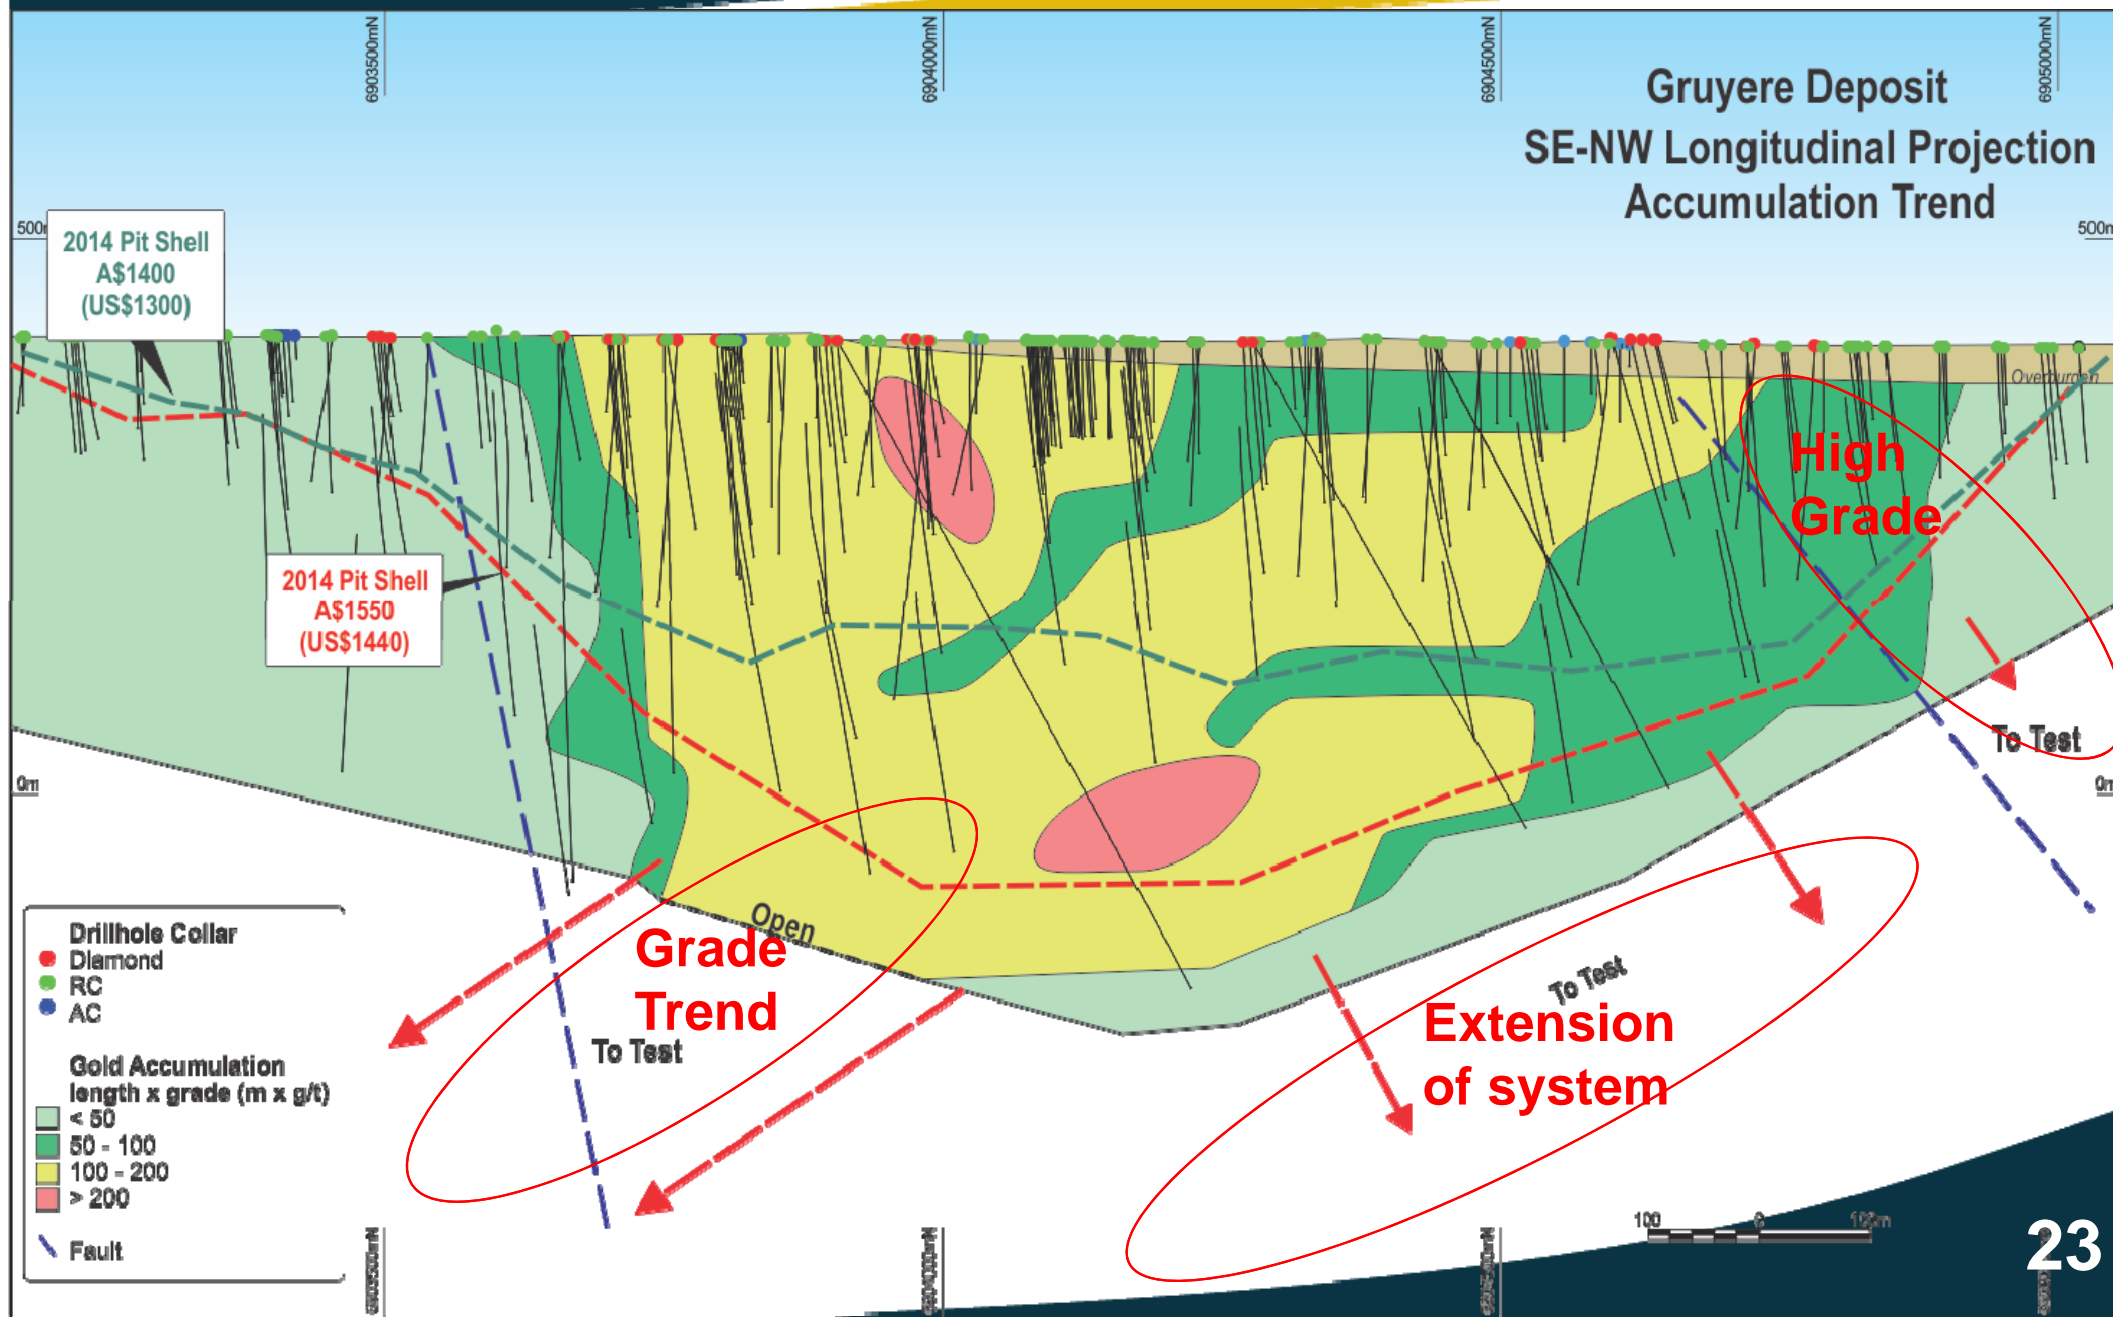 6903500mN
6904000mN
6904500mN
6905000mN
Gruyere Deposit
SE-NW Longitudinal Projection
Accumulation Trend
500m
500m
2014 Pit Shell
A$1400
(US$1300)
Overburden
High
Grade
2014 Pit Shell
A$1550
(US$1440)
To Test
0m
0m
Open
Grade
Trend
To Test
To Test
Extension
of system
Drillhole Collar
Diamond
RC
AC
Gold Accumulation
length x grade (m x g/t)
< 50
50 - 100
100 - 200
> 200
Fault
100
0
100m
23
6903500mN
6904000mN
6904500mN